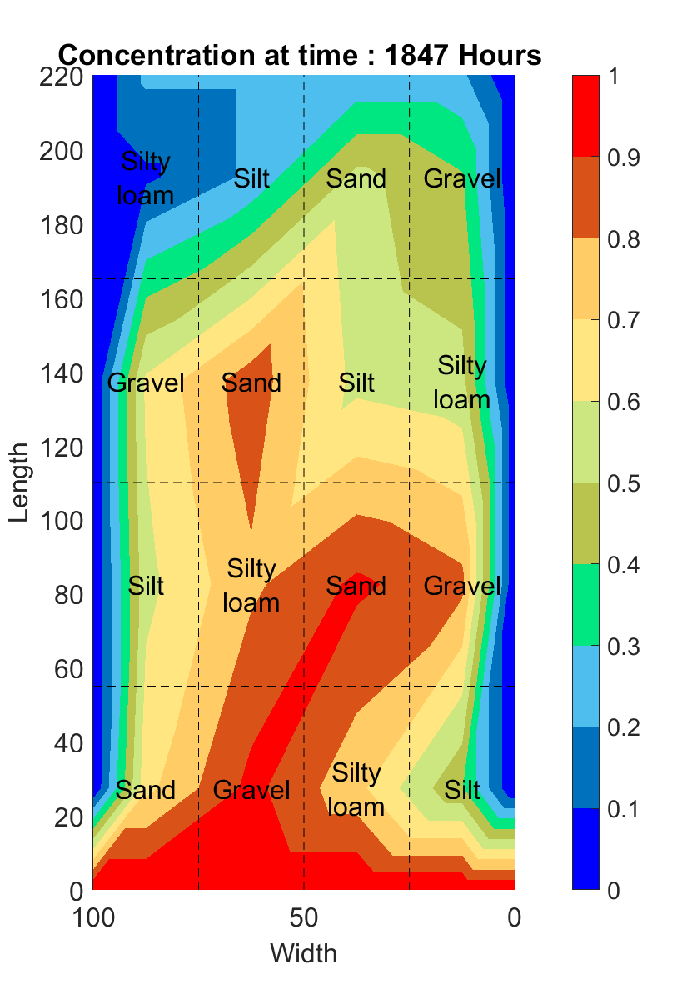 Concentration at time : 1847 Hours
220
200
180
160
140
120
100
80
60
40
20
0
Length
Silty
loam
Silt
Sand
Gravel
Gravel
Sand
Silt
Silty
loam
Silt
Silty
loam
Sand
Gravel
Sand
Gravel
Silty
loam
Silt
100
50
0
Width
1
0.9
0.8
0.7
0.6
0.5
0.4
0.3
0.2
0.1
0